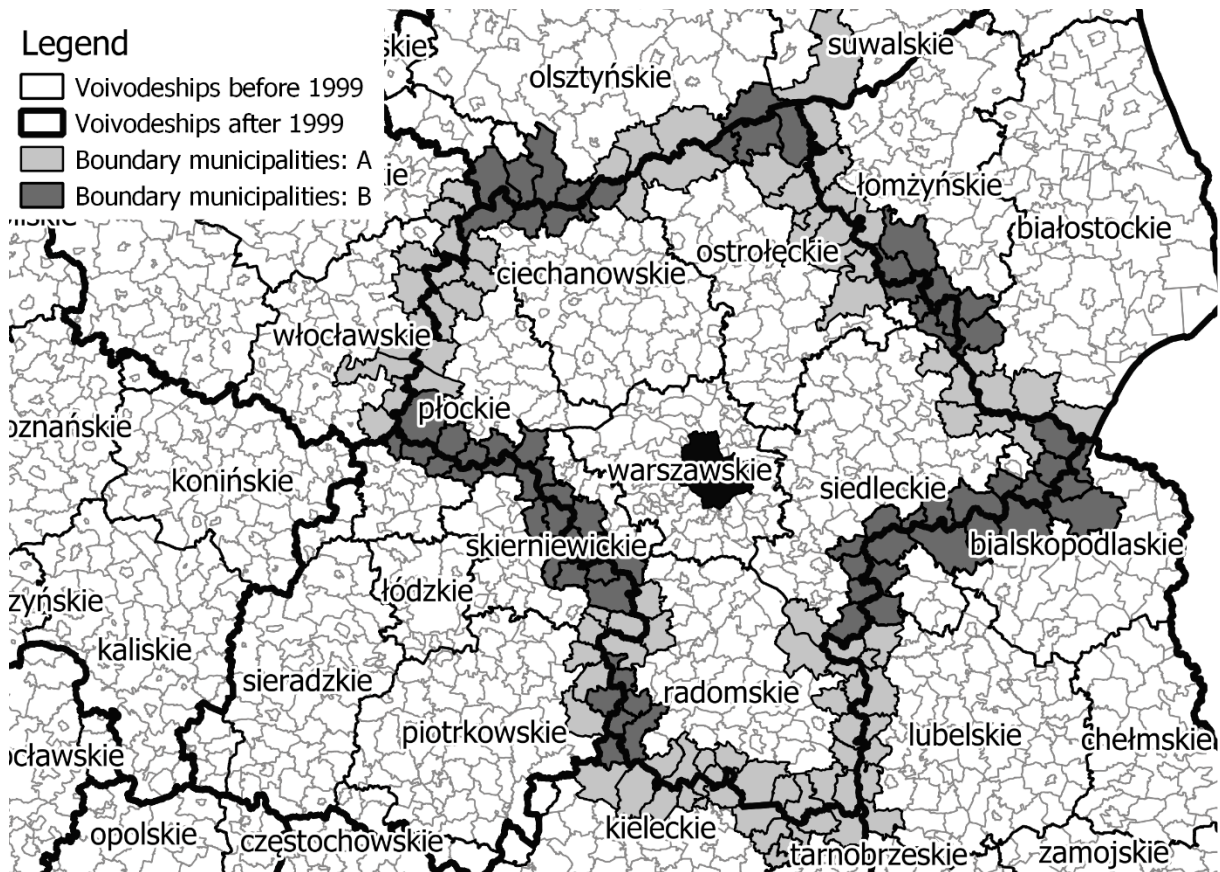 Legend
Voivodeships before 1999
Voivodeships after 1999
Boundary municipalities: A
Boundary municipalities: B
suwalskie
olsztyńskie
łomżyńskie
białostockie
ostrołęckie
ciechanowskie
włocławskie
płockie
konińskie
warszawskie
siedleckie
skierniewickie
bialskopodlaskie
łódzkie
kaliskie
sieradzkie
radomskie
piotrkowskie
lubelskie
chełmskie
kieleckie
opolskie
częstochowskie
tarnobrzeskie
zamojskie